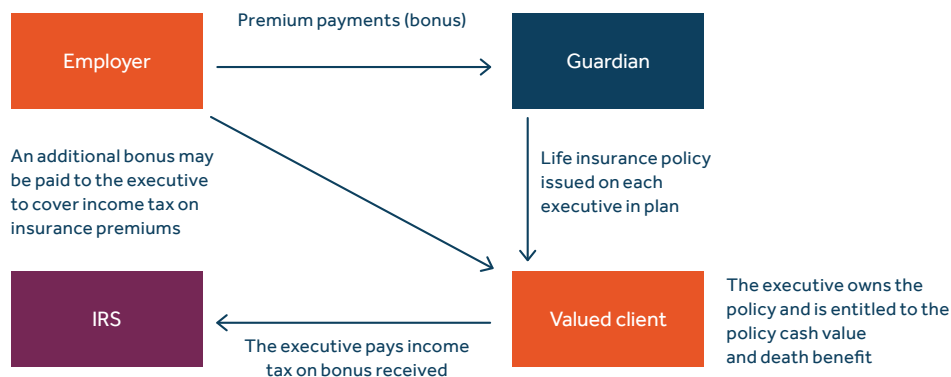 Premium payments (bonus)
Employer
Guardian
An additional bonus may
be paid to the executive
to cover income tax on
insurance premiums
Life insurance policy
issued on each
executive in plan
IRS
Valued client
The executive owns the
policy and is entitled to the
policy cash value
and death benefit
The executive pays income
tax on bonus received